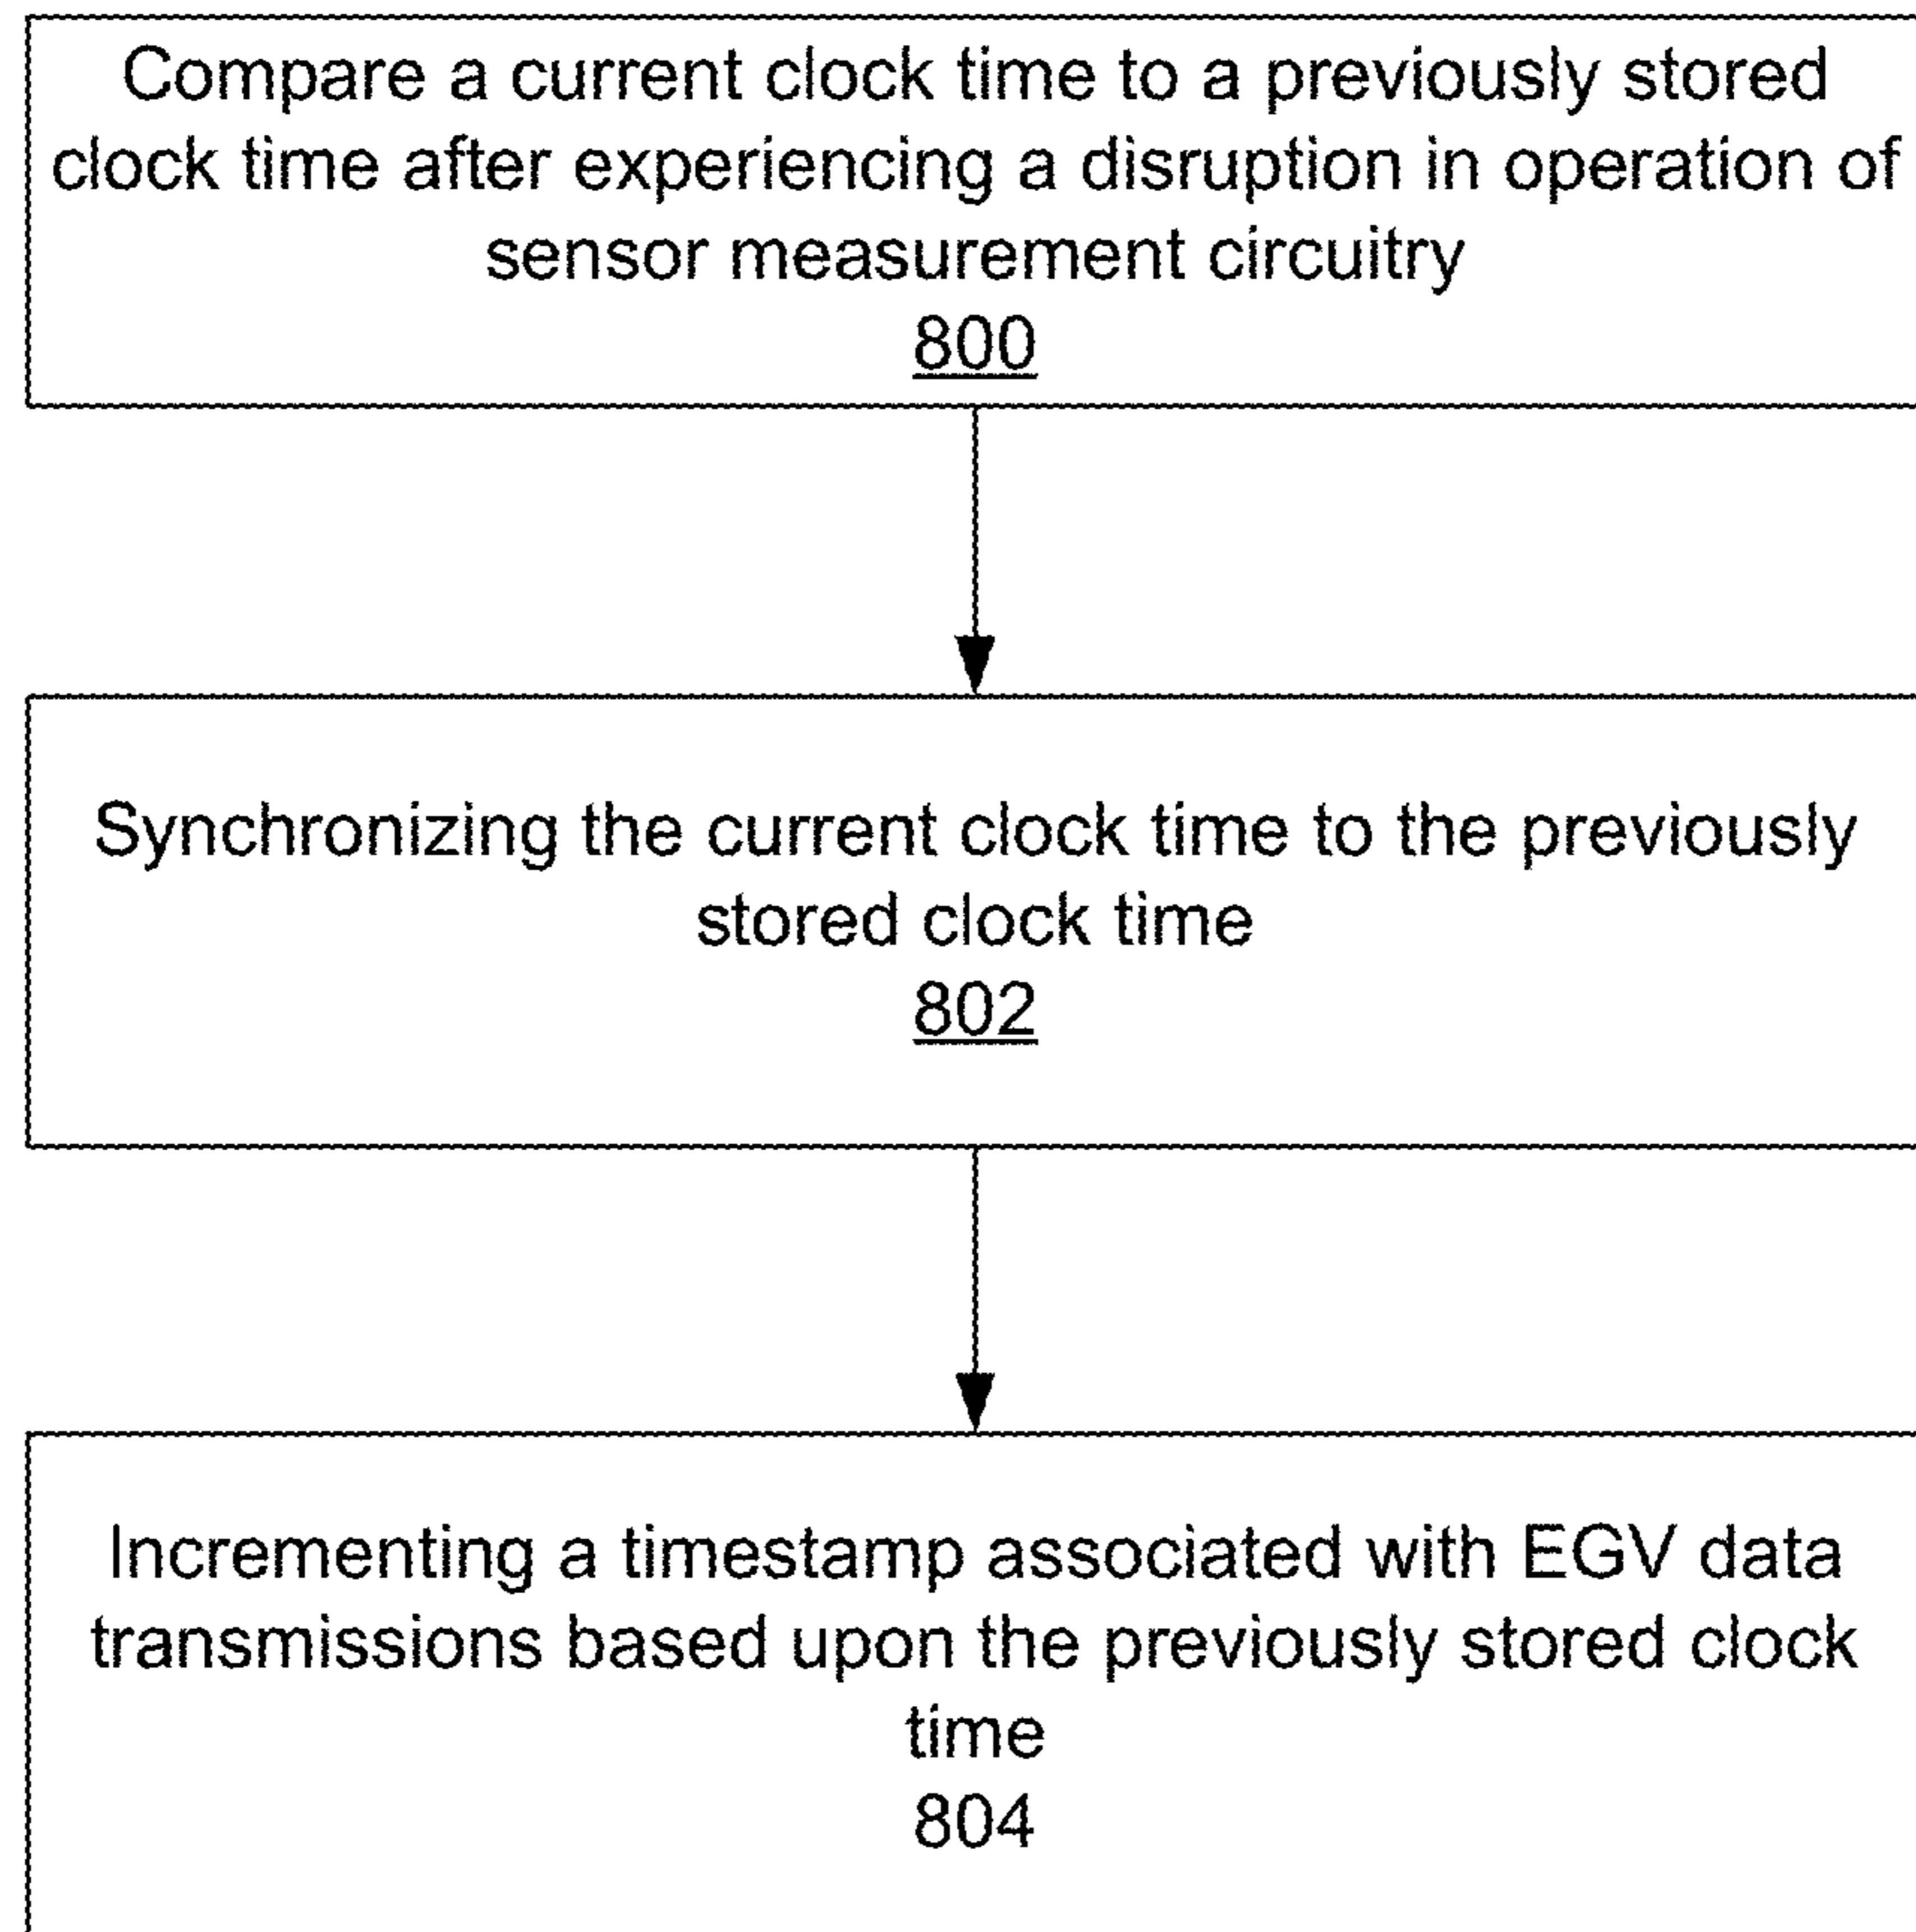 Compare a current clock time to a previously stored
clock time after experiencing a disruption in operation of
sensor measurement circuitry
800
Synchronizing the current clock time to the previously
stored clock time
802
Incrementing a timestamp associated with EGV data
transmissions based upon the previously stored clock
time
804